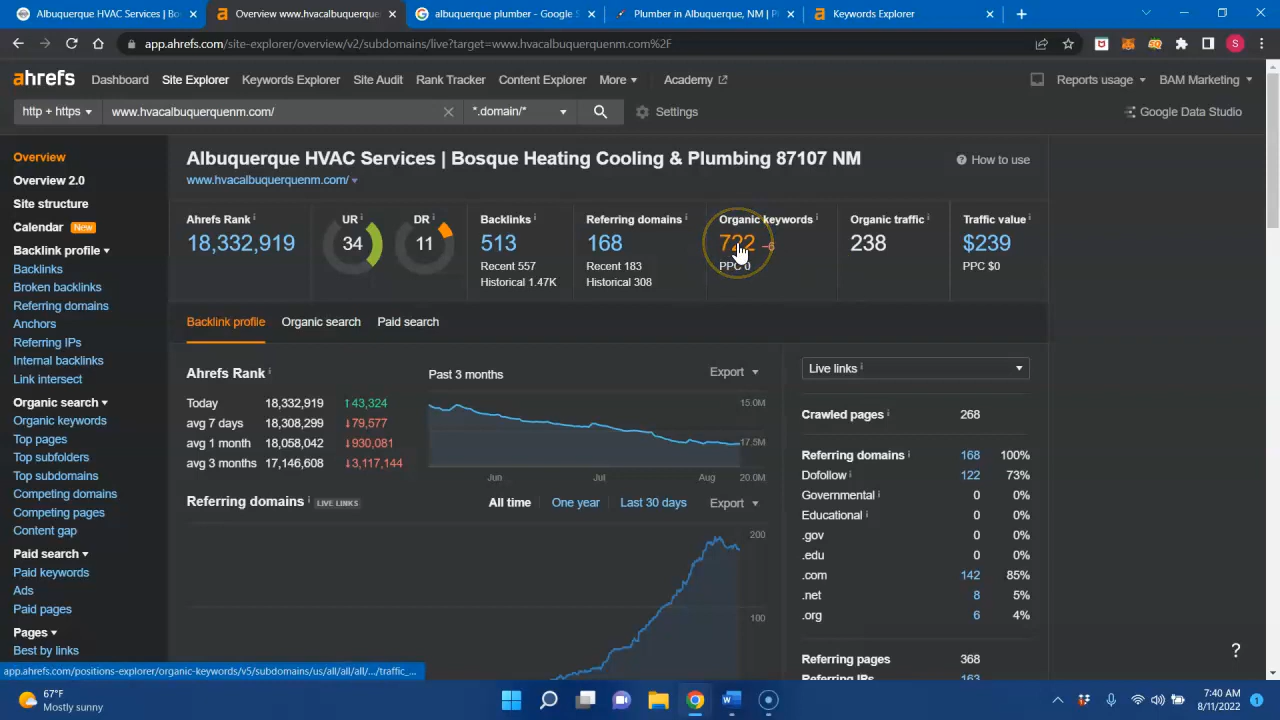 Albuquerque HVAC Services | Bos
Overview: www.hvacalbuquerquenm
albuquerque plumber - Google S
Plumber in Albuquerque, NM | Pl
Keywords Explorer
app.ahrefs.com/site-explorer/overview/v2/subdomains/live?target=www.hvacalbuquerquenm.com%2F
S
ahrefs Dashboard Site Explorer Keywords Explorer Site Audit Rank Tracker Content Explorer More Academy Reports usage BAM Marketing
http + https www.hvacalbuquerquenm.com/ *.domain/* Settings Google Data Studio
Overview
Overview 2.0
Site structure
Calendar New
Backlink profile
Backlinks
Broken backlinks
Referring domains
Anchors
Referring IPs
Internal backlinks
Link intersect
Organic search
Organic keywords
Top pages
Top subfolders
Top subdomains
Competing domains
Competing pages
Content gap
Paid search
Paid keywords
Ads
Paid pages
Pages
Best by links
Albuquerque HVAC Services | Bosque Heating Cooling & Plumbing 87107 NM
How to use
www.hvacalbuquerquenm.com/
Ahrefs Rank
18,332,919
UR
34
DR
11
Backlinks
513
Recent 557
Historical 1.47K
Referring domains
168
Recent 183
Historical 308
Organic keywords
722 -6
PPC 0
Organic traffic
238
Traffic value
$239
PPC $0
Backlink profile Organic search Paid search
Ahrefs Rank
Today 18,332,919 ↑43,324
avg 7 days 18,308,299 ↓79,577
avg 1 month 18,058,042 ↓930,081
avg 3 months 17,146,608 ↓3,117,144
Past 3 months
Export
15.0M
17.5M
20.0M
Jun Jul Aug
Referring domains LIVE LINKS All time One year Last 30 days Export
200
100
Live links
Crawled pages 268
Referring domains 168 100%
Dofollow 122 73%
Governmental 0 0%
Educational 0 0%
.gov 0 0%
.edu 0 0%
.com 142 85%
.net 8 5%
.org 6 4%
Referring pages 368
Referring IPs 163
?
app.ahrefs.com/positions-explorer/organic-keywords/v5/subdomains/us/all/all/all/.../traffic_...
67°F
Mostly sunny
7:40 AM
8/11/2022
1